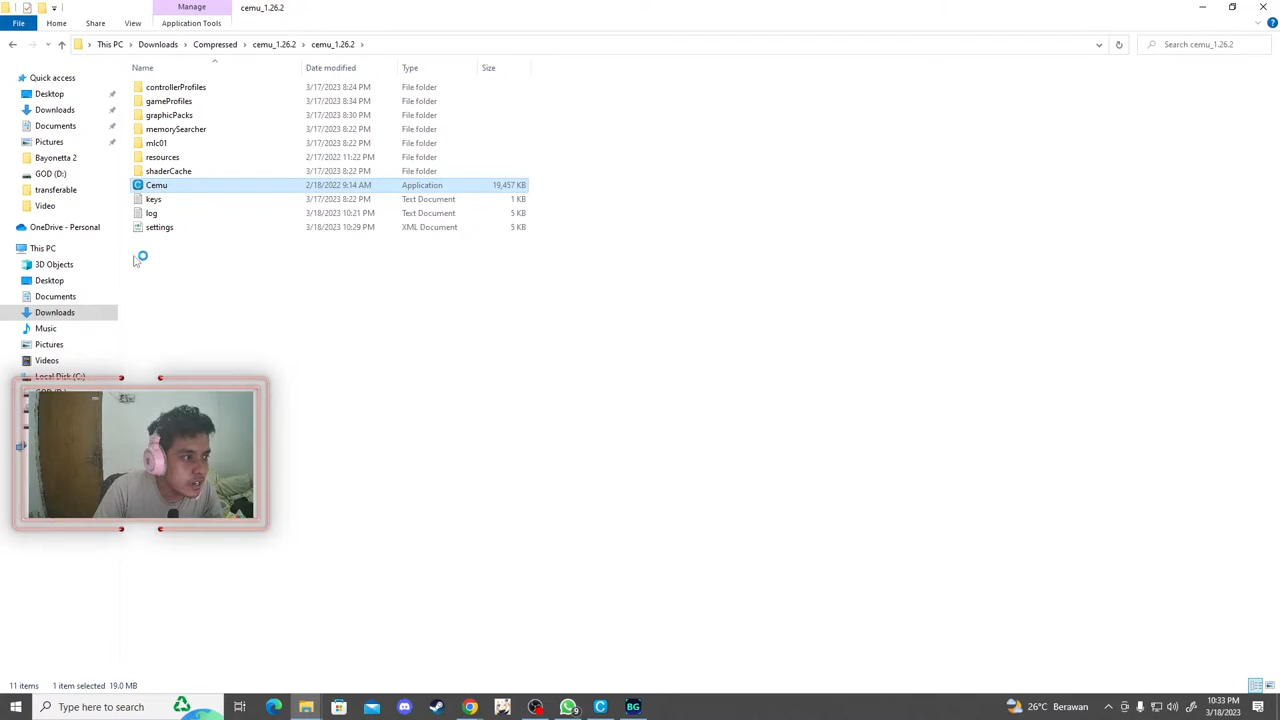 Manage
cemu_1.26.2
File
Home
Share
View
Application Tools
This PC
Downloads
Compressed
cemu_1.26.2
cemu_1.26.2
Search cemu_1.26.2
Name
Date modified
Type
Size
Quick access
Desktop
Downloads
Documents
Pictures
Bayonetta 2
GOD (D:)
transferable
Video
OneDrive - Personal
This PC
3D Objects
Desktop
Documents
Downloads
Music
Pictures
Videos
Local Disk (C:)
controllerProfiles 3/17/2023 8:24 PM File folder
gameProfiles 3/17/2023 8:34 PM File folder
graphicPacks 3/17/2023 8:30 PM File folder
memorySearcher 3/17/2023 8:22 PM File folder
mlc01 3/17/2023 8:22 PM File folder
resources 2/17/2022 11:22 PM File folder
shaderCache 3/17/2023 8:22 PM File folder
Cemu 2/18/2022 9:14 AM Application 19,457 KB
keys 3/17/2023 8:22 PM Text Document 1 KB
log 3/18/2023 10:21 PM Text Document 5 KB
settings 3/18/2023 10:29 PM XML Document 5 KB
11 items 1 item selected 19.0 MB
Type here to search
9
BG
26°C Berawan
10:33 PM
3/18/2023